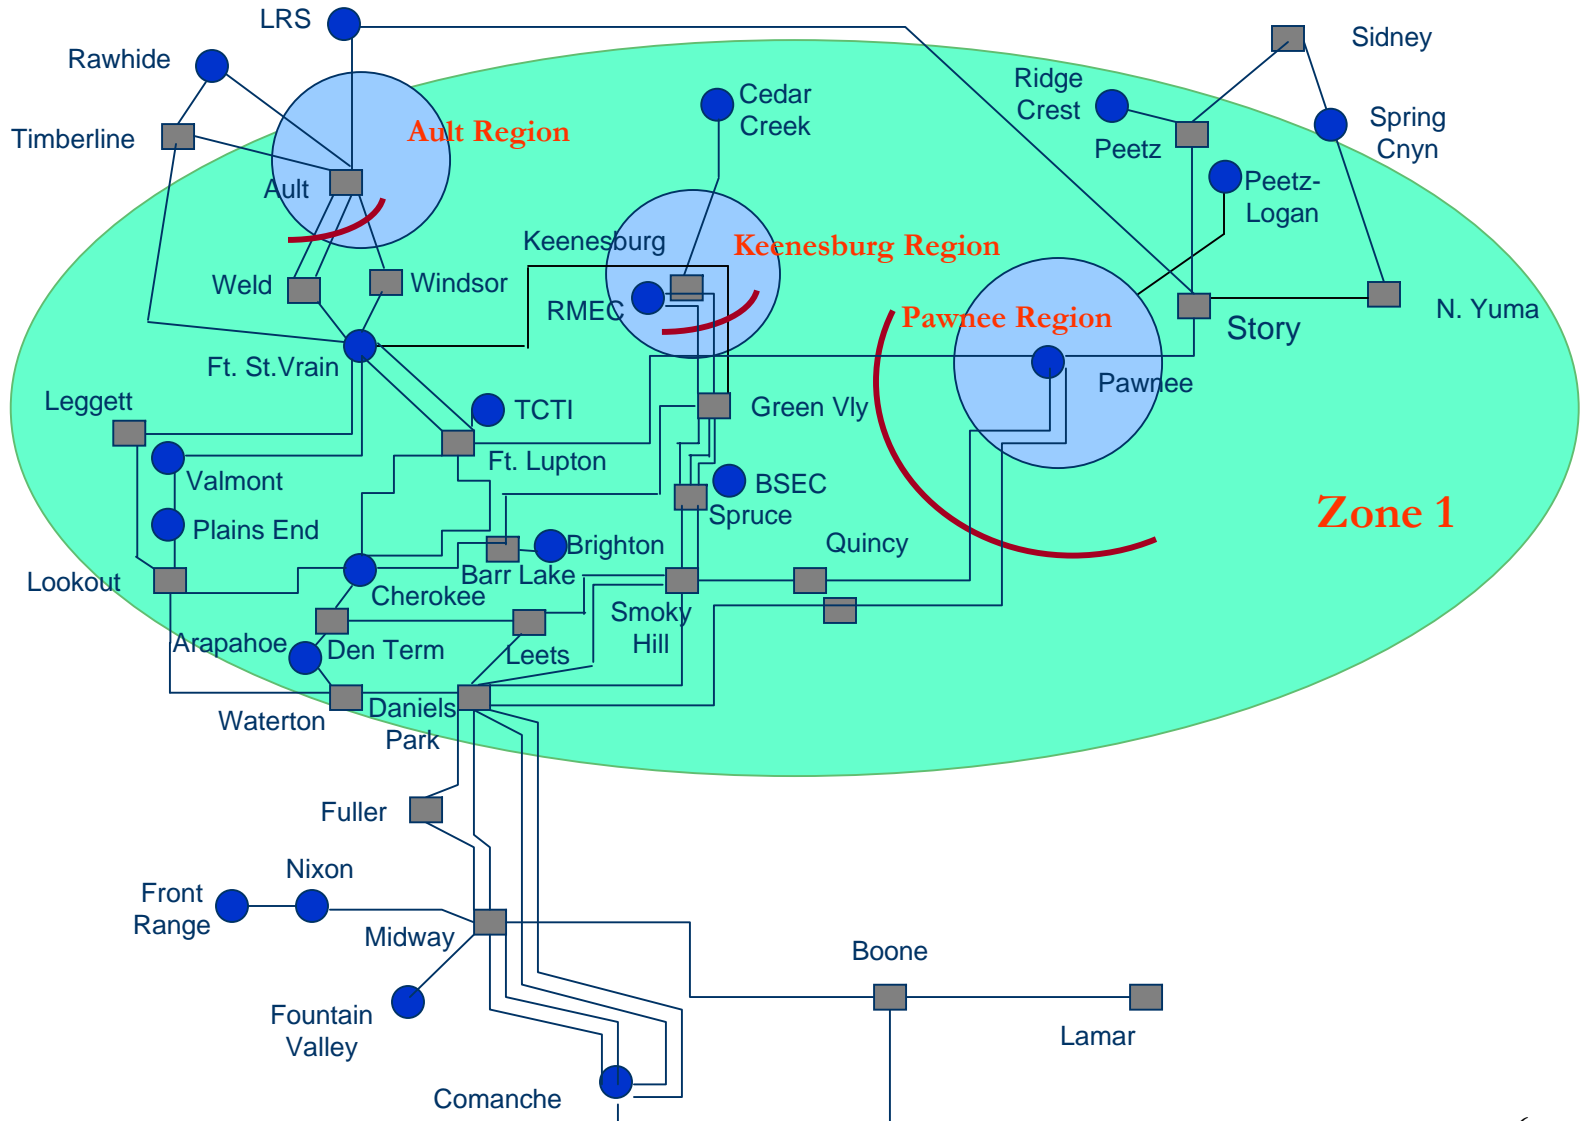 LRS
Rawhide
Timberline
Ault Region
Ault
Cedar
Creek
Ridge
Crest
Sidney
Peetz
Spring
Cnyn
Peetz-
Logan
Keenesburg
Keenesburg Region
Weld
Windsor
RMEC
Pawnee Region
Story
N. Yuma
Ft. St.Vrain
Pawnee
Leggett
TCTI
Green Vly
Ft. Lupton
Valmont
BSEC
Spruce
Zone 1
Plains End
Brighton
Quincy
Lookout
Barr Lake
Cherokee
Smoky
Hill
Arapahoe
Den Term
Leets
Waterton
Daniels
Park
Fuller
Nixon
Front
Range
Midway
Boone
Fountain
Valley
Lamar
Comanche